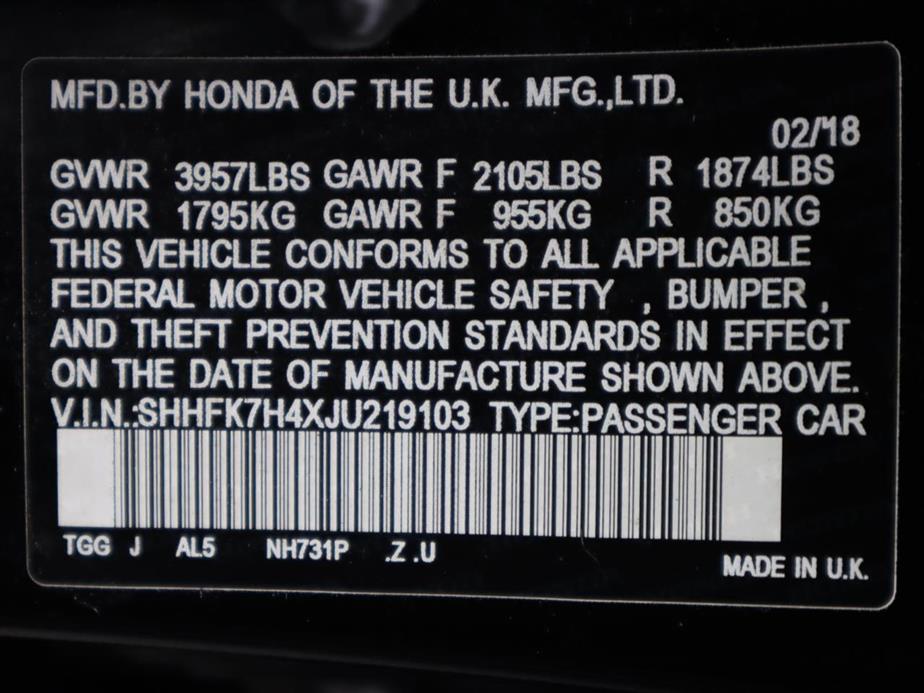 MFD.BY HONDA OF THE U.K. MFG.,LTD.
02/18
GVWR 3957LBS GAWR F 2105LBS R 1874LBS
GVWR 1795KG GAWR F 955KG R 850KG
THIS VEHICLE CONFORMS TO ALL APPLICABLE
FEDERAL MOTOR VEHICLE SAFETY , BUMPER ,
AND THEFT PREVENTION STANDARDS IN EFFECT
ON THE DATE OF MANUFACTURE SHOWN ABOVE.
V.I.N.:SHHFK7H4XJU219103 TYPE:PASSENGER CAR
TGG J AL5 NH731P .Z .U
MADE IN U.K.